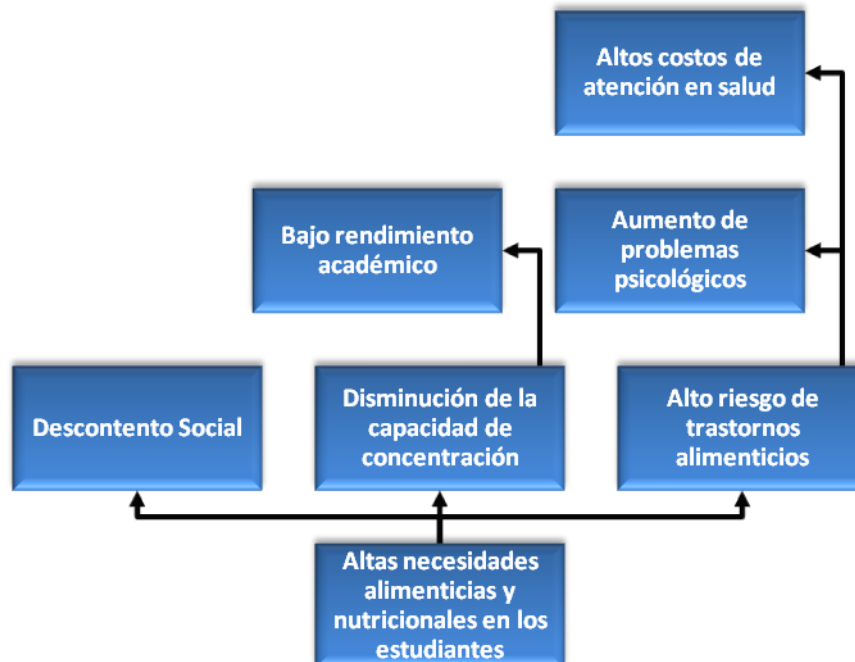 Altos costos de
atención en salud
Bajo rendimiento
académico
Aumento de
problemas
psicológicos
Descontento Social
Disminución de la
capacidad de
concentración
Alto riesgo de
trastornos
alimenticios
Altas necesidades
alimenticias y
nutricionales en los
estudiantes